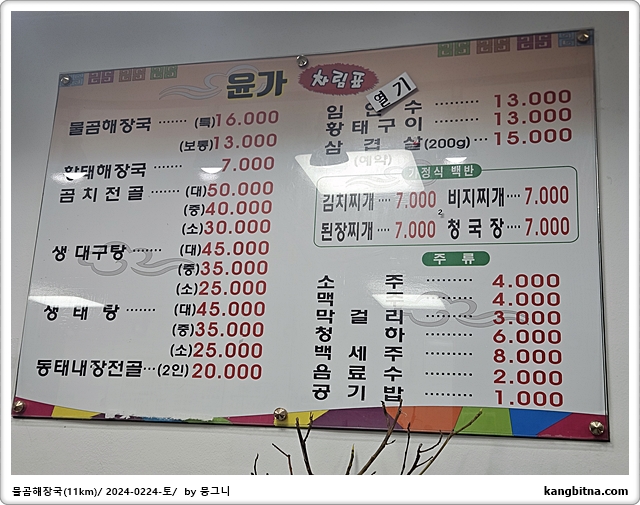 윤가 차림표
열기
물곰해장국 ······· (특)16.000
(보통)13.000
황태해장국 ······· 7.000
곰치전골 ······· (대)50.000
(중)40.000
(소)30.000
생대구탕 ······· (대)45.000
(중)35.000
(소)25.000
생태탕 ······· (대)45.000
(중)35.000
(소)25.000
동태내장전골 ··· (2인)20.000
임연수 ········· 13.000
황태구이 ········· 13.000
삼겹살(200g) ····· 15.000
(예약)
가정식 백반
김치찌개 ···· 7.000 비지찌개 ···· 7.000
된장찌개 ···· 7.000 청국장 ···· 7.000
주 류
소주 ········· 4.000
맥주 ········· 4.000
막걸리 ········· 3.000
청하 ········· 6.000
백세주 ········· 8.000
음료수 ········· 2.000
공기밥 ········· 1.000
물곰해장국(11km)/ 2024-0224-토/ by 뭉그니
kangbitna.com